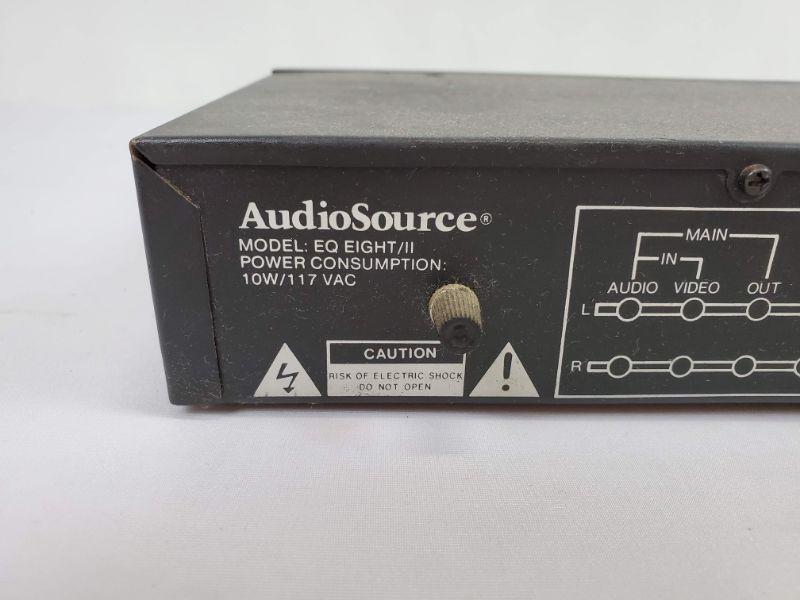 AudioSource®
MODEL: EQ EIGHT/II
POWER CONSUMPTION:
10W/117 VAC
CAUTION
RISK OF ELECTRIC SHOCK
DO NOT OPEN
MAIN
IN
AUDIO VIDEO OUT
L
R